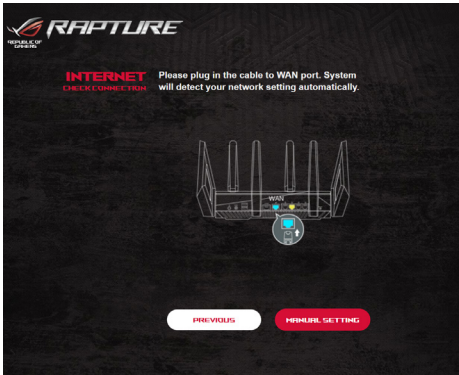 RAPTURE
REPUBLIC OF
GAMERS
INTERNET
CHECK CONNECTION
Please plug in the cable to WAN port. System
will detect your network setting automatically.
WAN
PREVIOUS
MANUAL SETTING